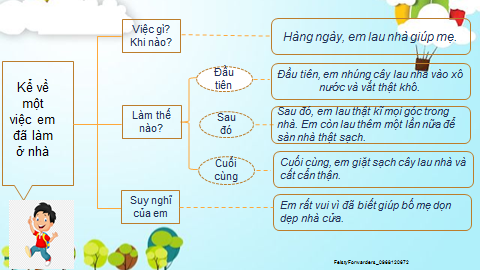 Việc gì?
Khi nào?
Hàng ngày, em lau nhà giúp mẹ.
Kể về
một
việc em
đã làm
ở nhà
Làm thế
nào?
Đầu
tiên
Đầu tiên, em nhúng cây lau nhà vào xô
nước và vắt thật khô.
Sau
đó
Sau đó, em lau thật kĩ mọi góc trong
nhà. Em còn lau thêm một lần nữa để
sàn nhà thật sạch.
Cuối
cùng
Cuối cùng, em giặt sạch cây lau nhà và
cất cẩn thận.
Suy nghĩ
của em
Em rất vui vì đã biết giúp bố mẹ dọn
dẹp nhà cửa.
FeistyForwarders_0968120672